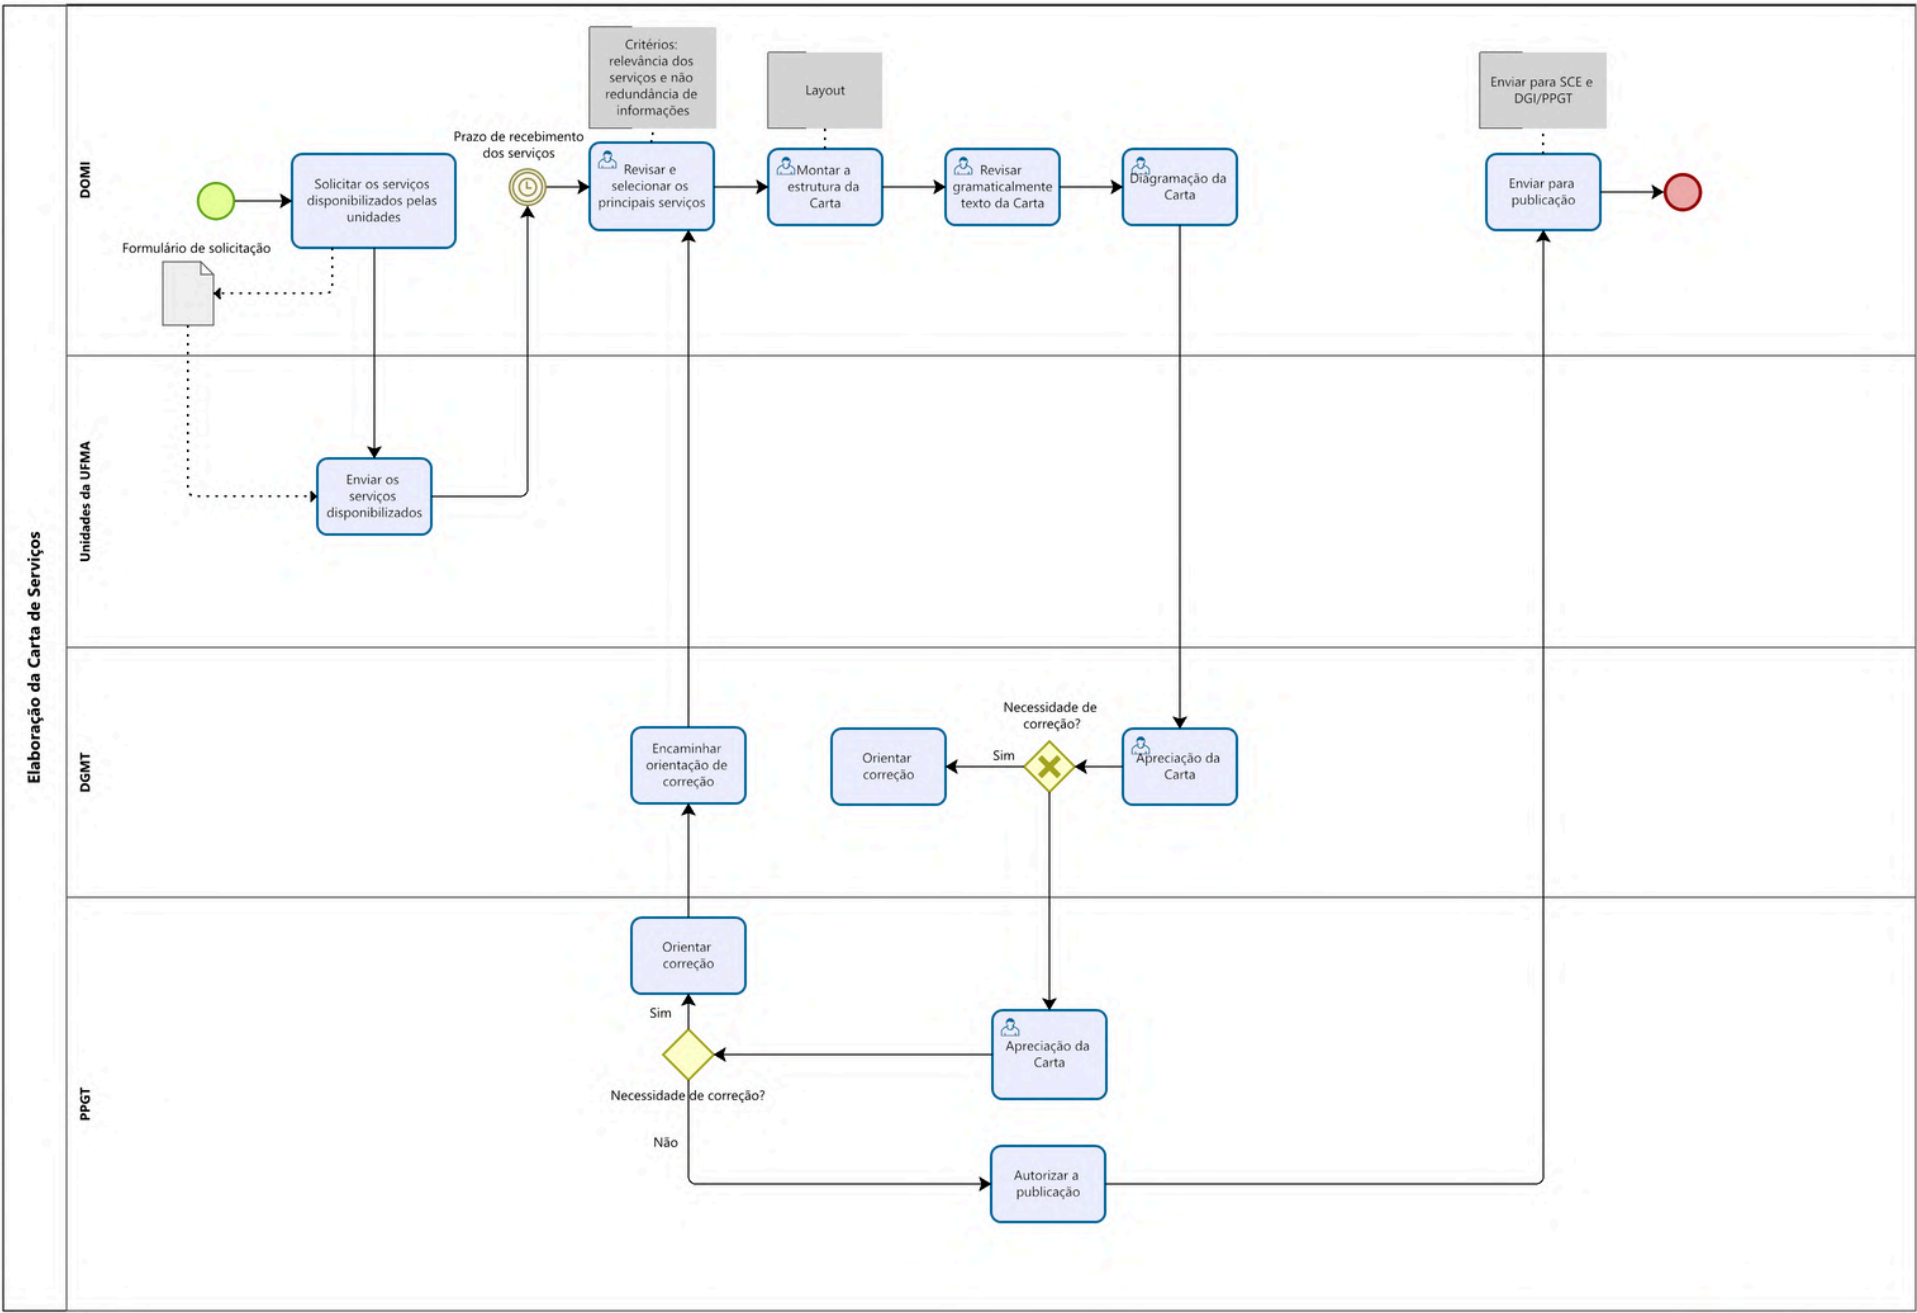 Elaboração da Carta de Serviços
DOMI
Critérios:
relevância dos
serviços e não
redundância de
informações
Layout
Enviar para SCE e
DGI/PPGT
Prazo de recebimento
dos serviços
Solicitar os serviços
disponibilizados pelas
unidades
Revisar e
selecionar os
principais serviços
Montar a
estrutura da
Carta
Revisar
gramaticalmente
texto da Carta
Diagramação da
Carta
Enviar para
publicação
Formulário de solicitação
Unidades da UFMA
Enviar os
serviços
disponibilizados
DGMT
Encaminhar
orientação de
correção
Orientar
correção
Sim
Necessidade de
correção?
Apreciação da
Carta
PPGT
Orientar
correção
Sim
Necessidade de correção?
Não
Apreciação da
Carta
Autorizar a
publicação